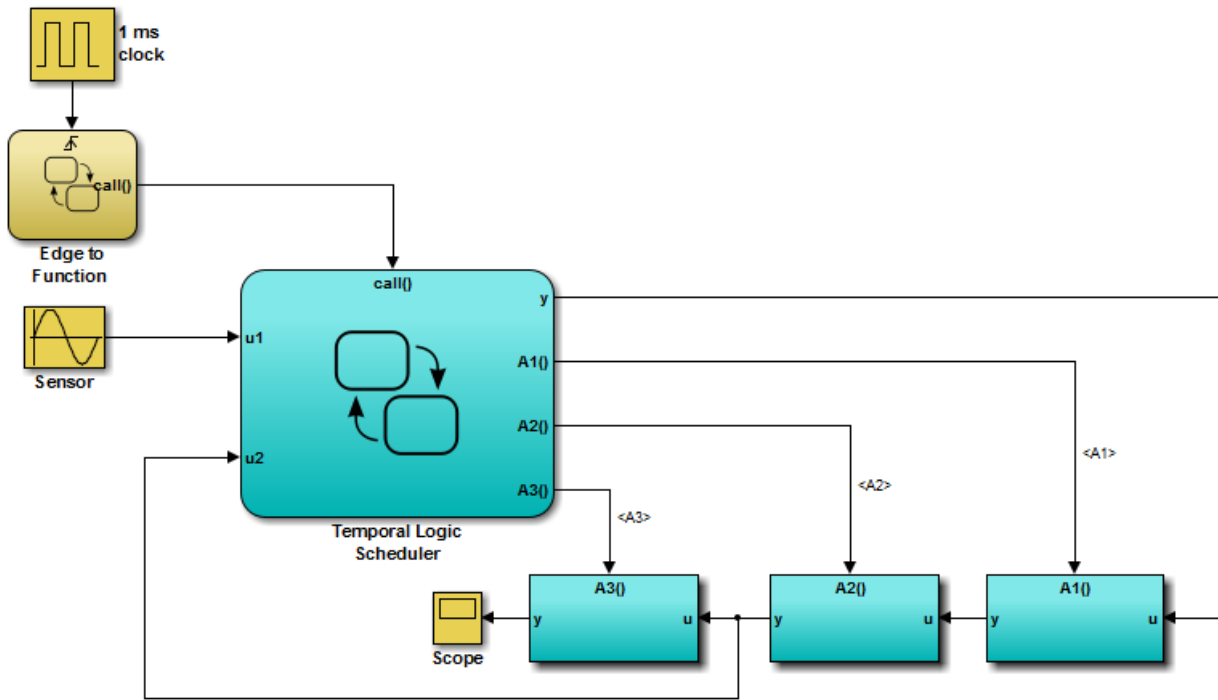 1 ms
clock
call()
Edge to
Function
call()
y
u1
Sensor
A1()
A2()
<A1>
u2
<A2>
A3()
<A3>
Temporal Logic
Scheduler
A3()
A2()
A1()
y
u
y
u
y
u
Scope